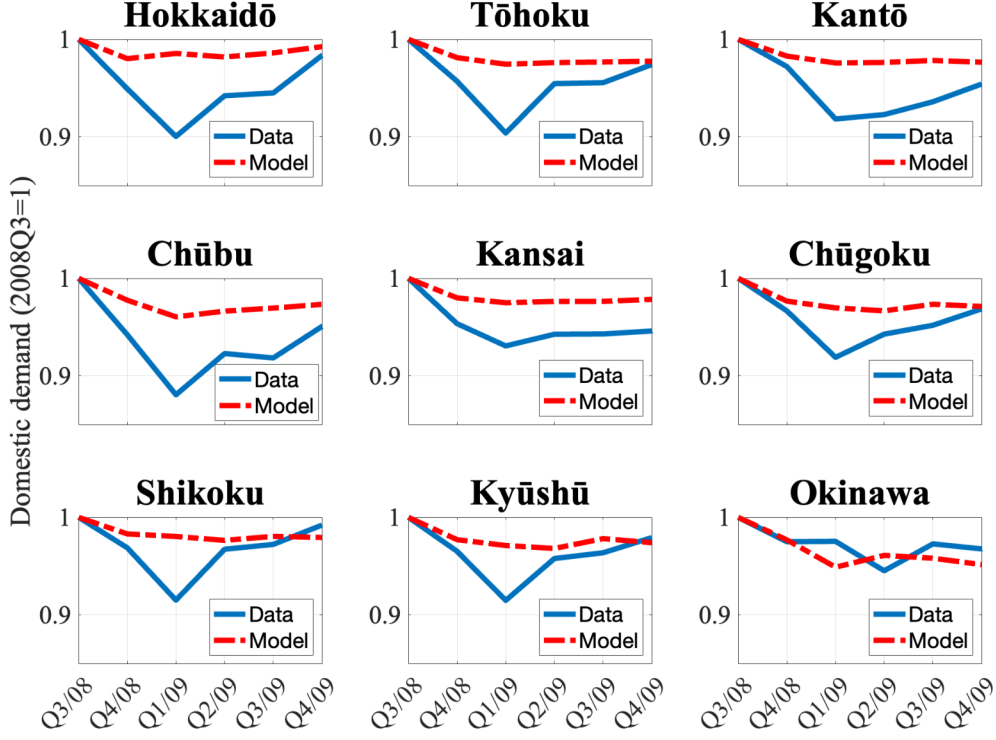 Hokkaidō
Tōhoku
Kantō
1
0.9
Data
Model
1
0.9
Data
Model
1
0.9
Data
Model
Domestic demand (2008Q3=1)
Chūbu
Kansai
Chūgoku
1
0.9
Data
Model
1
0.9
Data
Model
1
0.9
Data
Model
Shikoku
Kyūshū
Okinawa
1
0.9
Data
Model
Q3/08
Q4/08
Q1/09
Q2/09
Q3/09
Q4/09
1
0.9
Data
Model
Q3/08
Q4/08
Q1/09
Q2/09
Q3/09
Q4/09
1
0.9
Data
Model
Q3/08
Q4/08
Q1/09
Q2/09
Q3/09
Q4/09